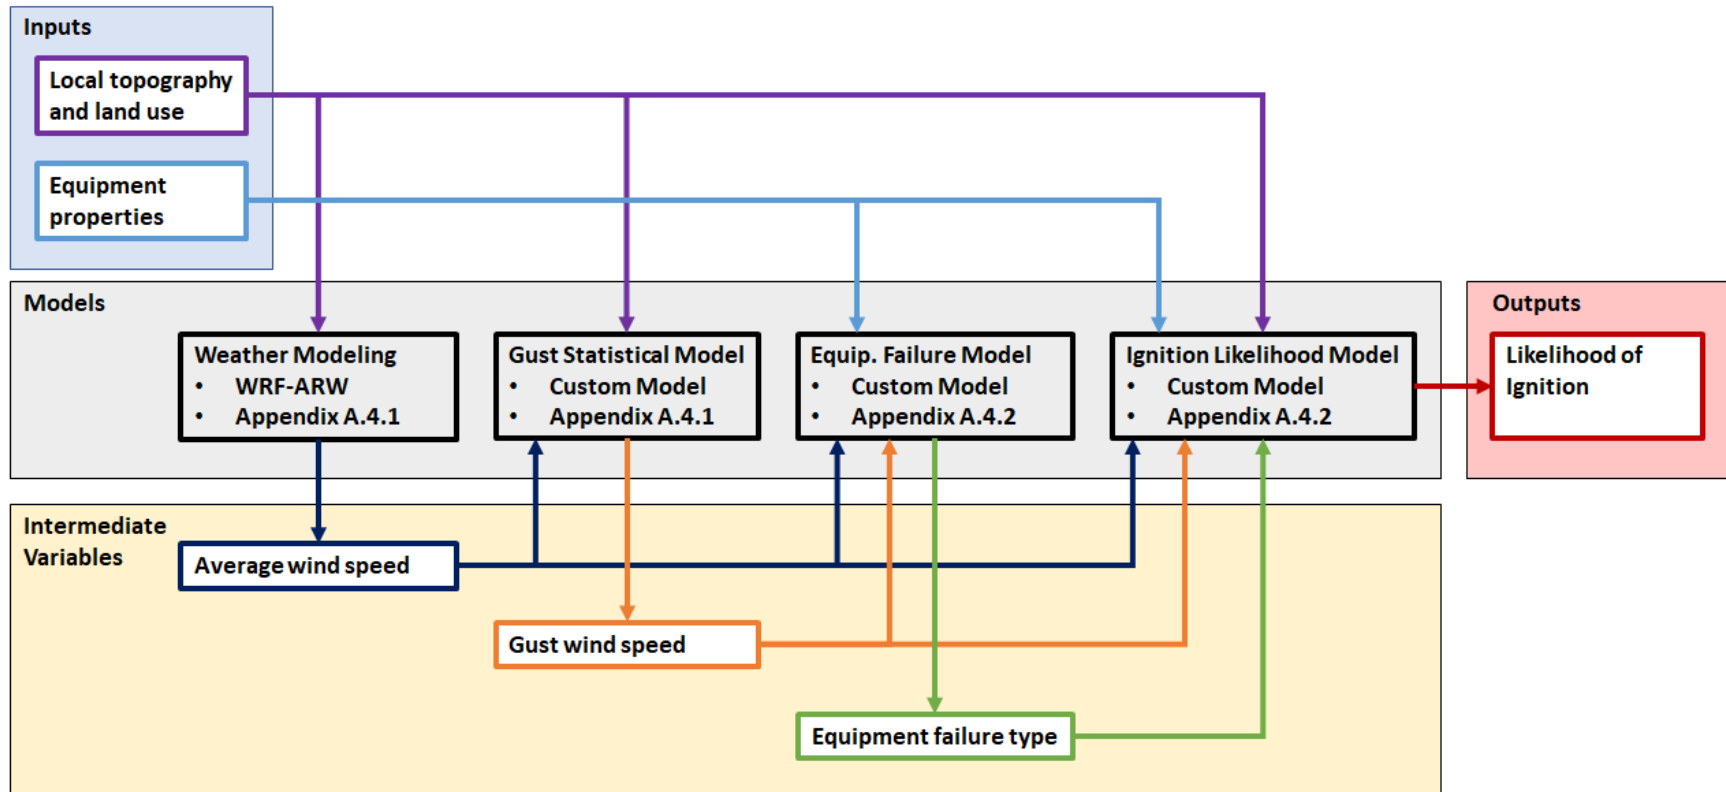 Inputs
Local topography
and land use
Equipment
properties
Models
Weather Modeling
• WRF-ARW
• Appendix A.4.1
Gust Statistical Model
• Custom Model
• Appendix A.4.1
Equip. Failure Model
• Custom Model
• Appendix A.4.2
Ignition Likelihood Model
• Custom Model
• Appendix A.4.2
Outputs
Likelihood of
Ignition
Intermediate
Variables
Average wind speed
Gust wind speed
Equipment failure type